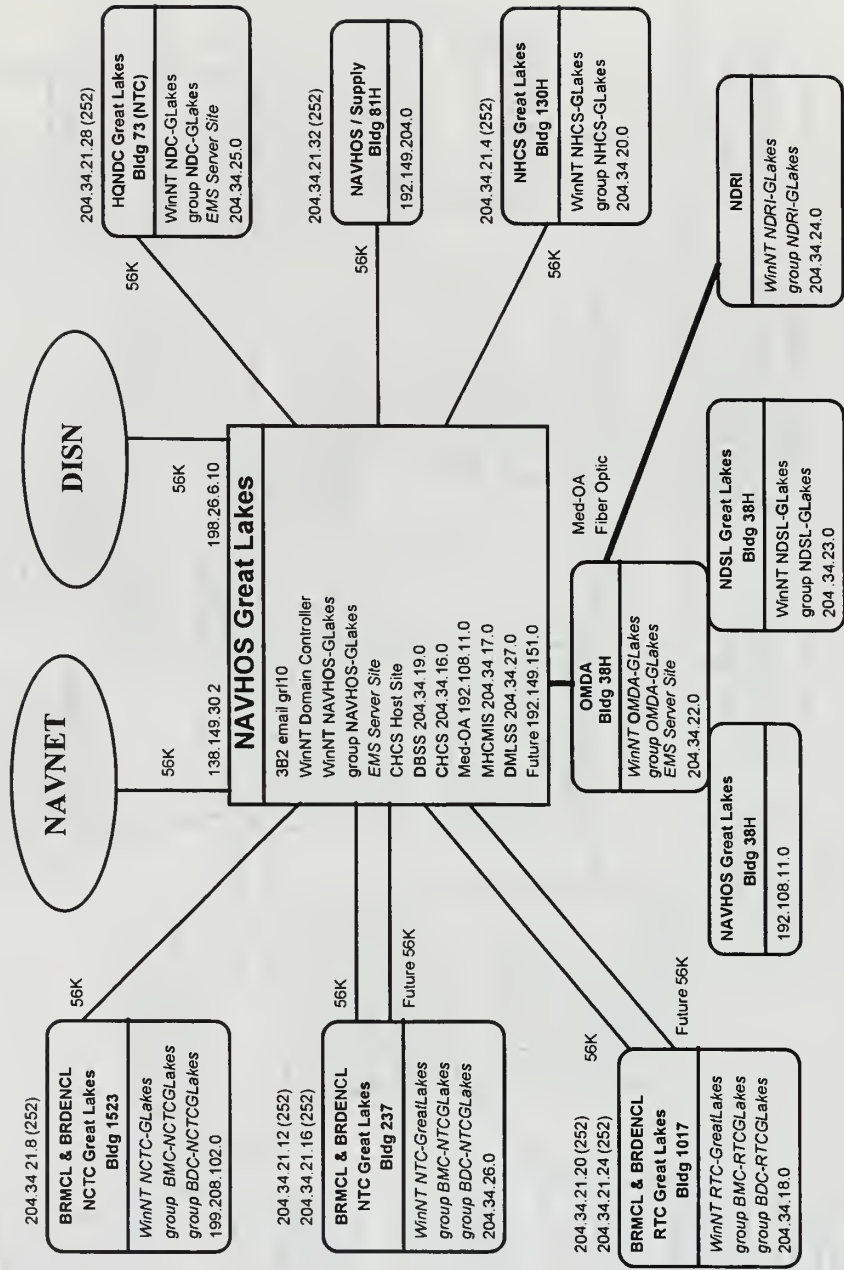 NAVNET
DISN
56K
56K
138.149.30 2
198.26.6.10
NAVHOS Great Lakes
3B2 email grl10
WinNT Domain Controller
WinNT NAVHOS-GLakes
group NAVHOS-GLakes
EMS Server Site
CHCS Host Site
DBSS 204.34.19.0
CHCS 204.34.16.0
Med-OA 192.108.11.0
MHCMIS 204.34.17.0
DMLSS 204.34.27.0
Future 192.149.151.0
204.34 21.8 (252)
BRMCL & BRDENCL
NCTC Great Lakes
Bldg 1523
WinNT NCTC-GLakes
group BMC-NCTCGLakes
group BDC-NCTCGLakes
199.208.102.0
56K
204.34.21.12 (252)
204.34.21.16 (252)
BRMCL & BRDENCL
NTC Great Lakes
Bldg 237
WinNT NTC-GreatLakes
group BMC-NTCGLakes
group BDC-NTCGLakes
204.34.26.0
56K
Future 56K
204.34.21.20 (252)
204.34.21.24 (252)
BRMCL & BRDENCL
RTC Great Lakes
Bldg 1017
WinNT RTC-GreatLakes
group BMC-RTCGLakes
group BDC-RTCGLakes
204.34.18.0
56K
Future 56K
204.34.21.28 (252)
HQNDC Great Lakes
Bldg 73 (NTC)
WinNT NDC-GLakes
group NDC-GLakes
EMS Server Site
204.34.25.0
56K
204.34.21.32 (252)
NAVHOS / Supply
Bldg 81H
192.149.204.0
56K
204.34.21.4 (252)
NHCS Great Lakes
Bldg 130H
WinNT NHCS-GLakes
group NHCS-GLakes
204.34 20.0
56K
Med-OA
Fiber Optic
OMDA
Bldg 38H
WinNT OMDA-GLakes
group OMDA-GLakes
EMS Server Site
204.34.22.0
NAVHOS Great Lakes
Bldg 38H
192.108.11.0
NDSL Great Lakes
Bldg 38H
WinNT NDSL-GLakes
group NDSL-GLakes
204 .34.23.0
NDRI
WinNT NDRI-GLakes
group NDRI-GLakes
204.34.24.0